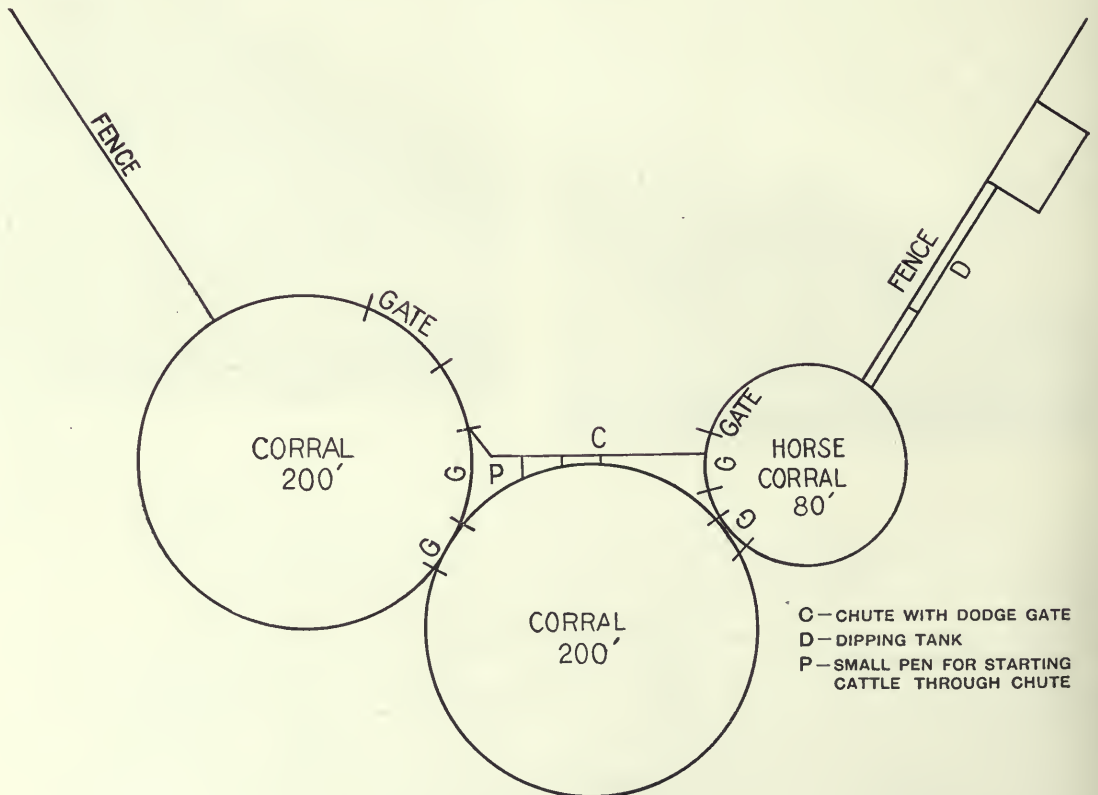 FENCE
FENCE
D
GATE
C
GATE
CORRAL
200′
G
P
G
HORSE
CORRAL
80′
G
G
CORRAL
200′
C—CHUTE WITH DODGE GATE
D—DIPPING TANK
P—SMALL PEN FOR STARTING
CATTLE THROUGH CHUTE